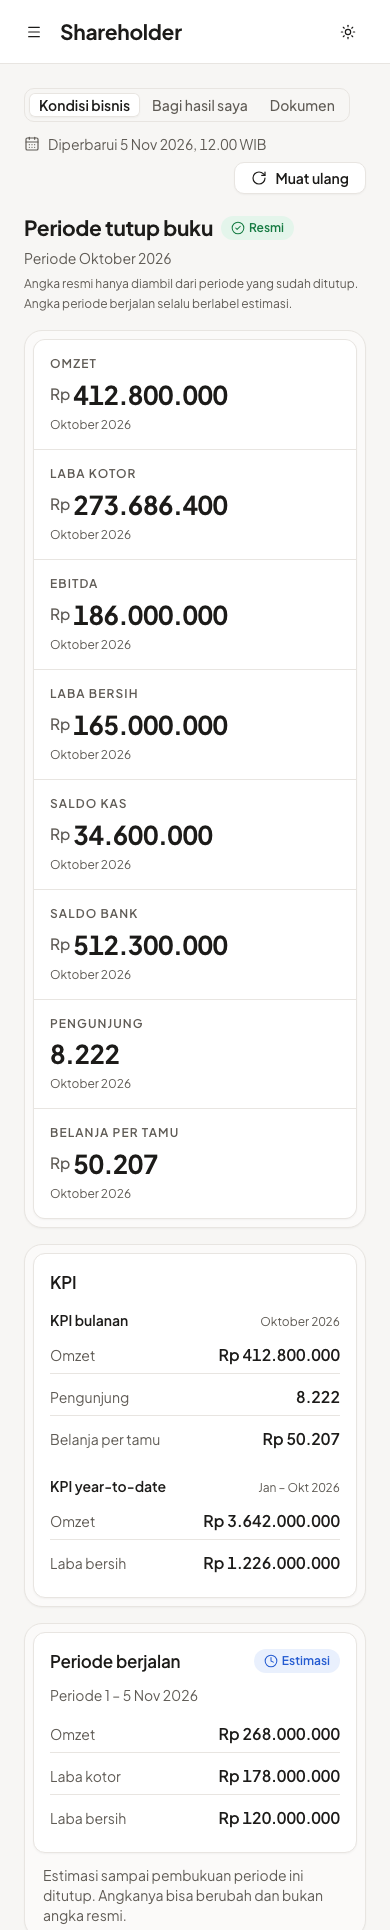 Shareholder
Kondisi bisnis Bagi hasil saya Dokumen
Diperbarui 5 Nov 2026, 12.00 WIB
Muat ulang
Periode tutup buku Resmi
Periode Oktober 2026
Angka resmi hanya diambil dari periode yang sudah ditutup.
Angka periode berjalan selalu berlabel estimasi.
OMZET
Rp 412.800.000
Oktober 2026
LABA KOTOR
Rp 273.686.400
Oktober 2026
EBITDA
Rp 186.000.000
Oktober 2026
LABA BERSIH
Rp 165.000.000
Oktober 2026
SALDO KAS
Rp 34.600.000
Oktober 2026
SALDO BANK
Rp 512.300.000
Oktober 2026
PENGUNJUNG
8.222
Oktober 2026
BELANJA PER TAMU
Rp 50.207
Oktober 2026
KPI
KPI bulanan Oktober 2026
Omzet Rp 412.800.000
Pengunjung 8.222
Belanja per tamu Rp 50.207
KPI year-to-date Jan – Okt 2026
Omzet Rp 3.642.000.000
Laba bersih Rp 1.226.000.000
Periode berjalan Estimasi
Periode 1 – 5 Nov 2026
Omzet Rp 268.000.000
Laba kotor Rp 178.000.000
Laba bersih Rp 120.000.000
Estimasi sampai pembukuan periode ini
ditutup. Angkanya bisa berubah dan bukan
angka resmi.